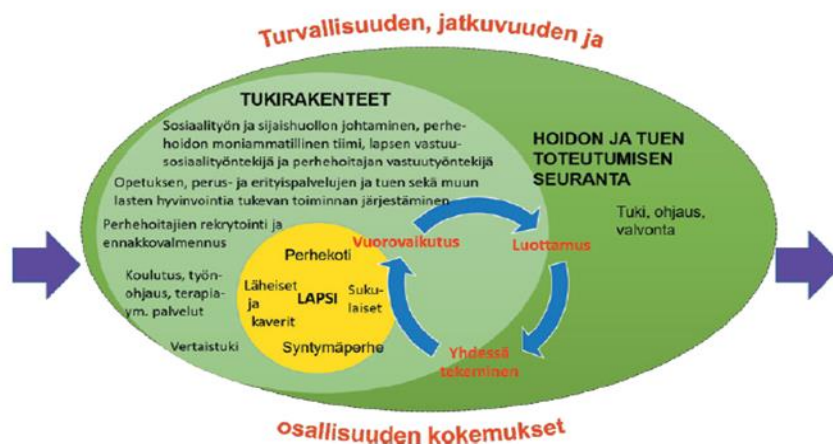 Turvallisuuden, jatkuvuuden ja
TUKIRAKENTEET
Sosiaalityön ja sijaishuollon johtaminen, perhe-
hoidon moniammatillinen tiimi, lapsen vastuu-
sosiaalityöntekijä ja perhehoitajan vastuutyöntekijä
Opetuksen, perus- ja erityispalvelujen ja tuen sekä muun
lasten hyvinvointia tukevan toiminnan järjestäminen
Perhehoitajien rekrytointi ja
ennakkovalmennus
Koulutus, työn-
ohjaus, terapia-
ym. palvelut
Vertaistuki
Perhekoti
Läheiset
ja
kaverit
LAPSI
Suku-
laiset
Syntymäperhe
Vuorovaikutus
Luottamus
Yhdessä
tekeminen
HOIDON JA TUEN
TOTEUTUMISEN
SEURANTA
Tuki, ohjaus,
valvonta
osallisuuden kokemukset